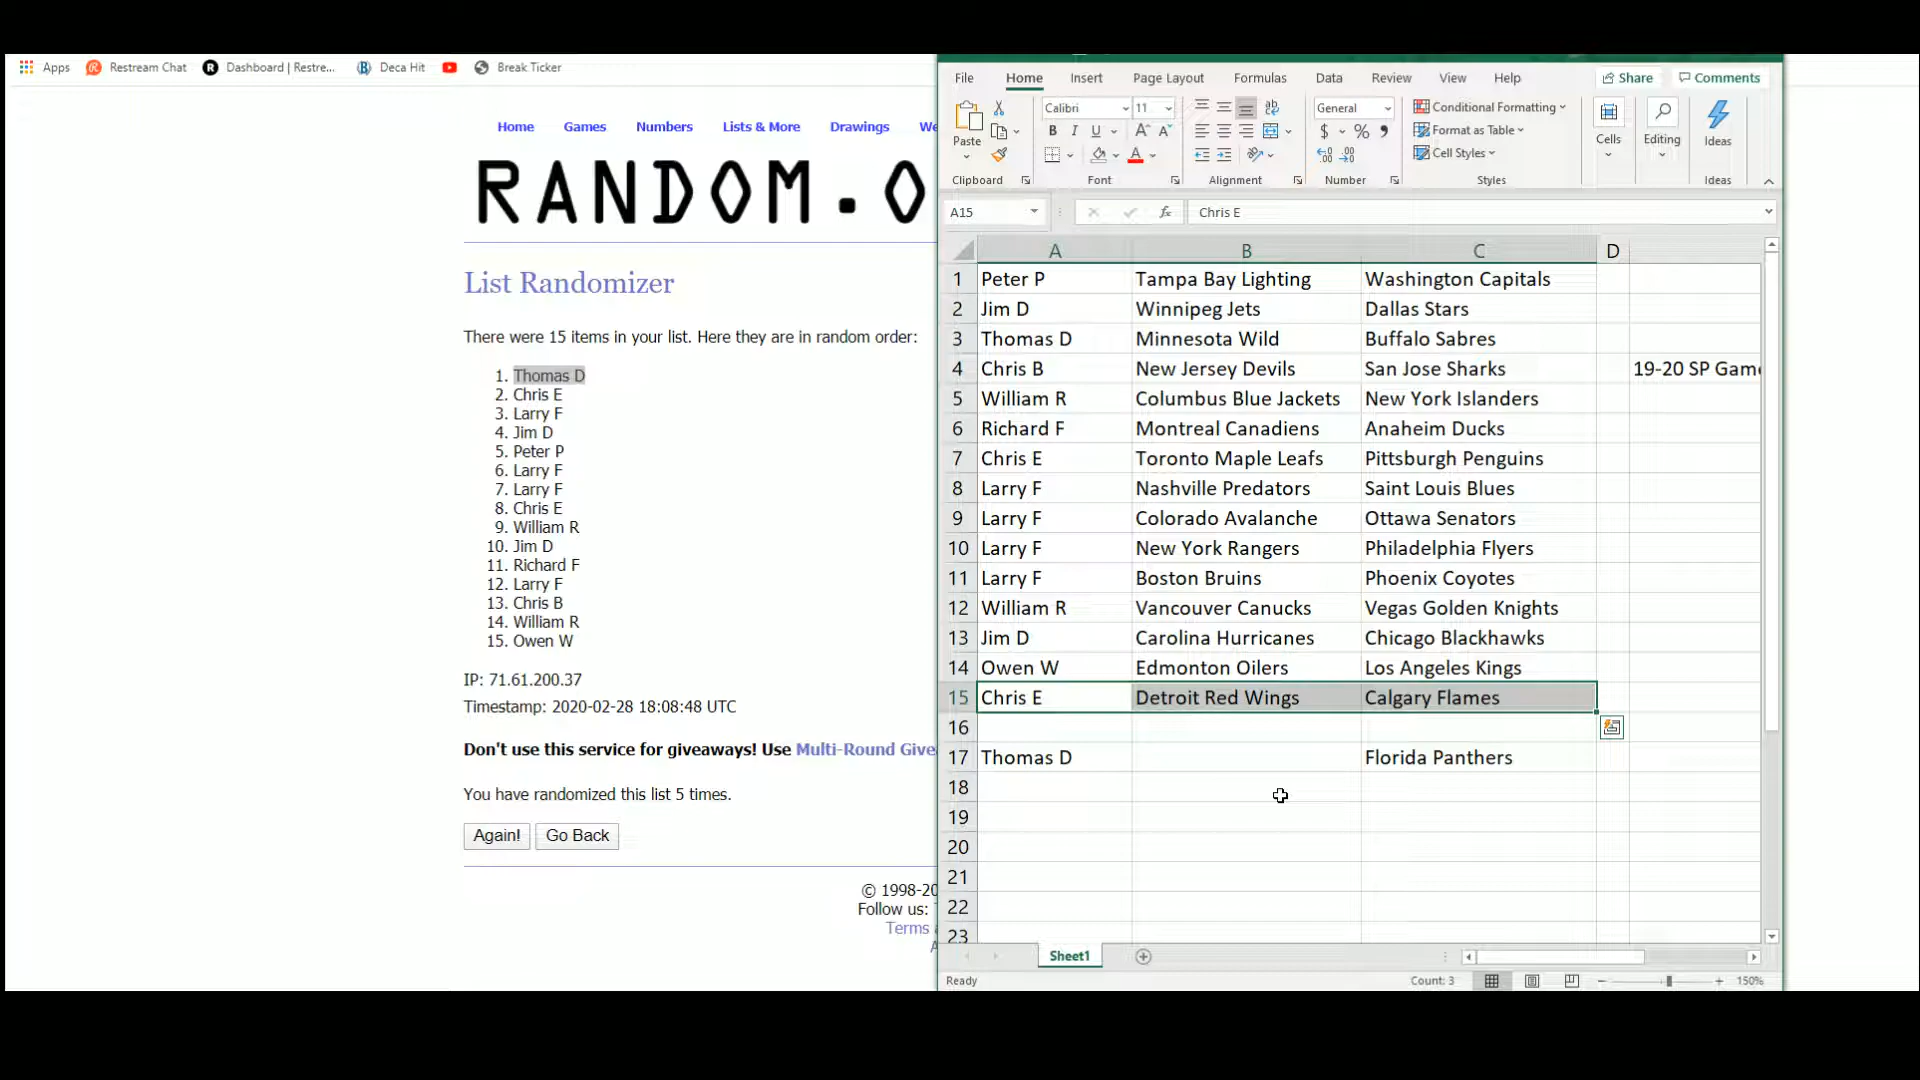 Apps Restream Chat Dashboard | Restre... Deca Hit Break Ticker
Home Games Numbers Lists & More Drawings We
RANDOM.O
List Randomizer
There were 15 items in your list. Here they are in random order:
1. Thomas D
2. Chris E
3. Larry F
4. Jim D
5. Peter P
6. Larry F
7. Larry F
8. Chris E
9. William R
10. Jim D
11. Richard F
12. Larry F
13. Chris B
14. William R
15. Owen W
IP: 71.61.200.37
Timestamp: 2020-02-28 18:08:48 UTC
Don't use this service for giveaways! Use Multi-Round Give
You have randomized this list 5 times.
Again! Go Back
© 1998-20
Follow us:
Terms a
File Home Insert Page Layout Formulas Data Review View Help Share Comments
Calibri 11 General Conditional Formatting
B I U A A $ % Format as Table
Paste A Cell Styles Cells Editing Ideas
Clipboard Font Alignment Number Styles Ideas
A15 fx Chris E
A B C D
1 Peter P Tampa Bay Lighting Washington Capitals
2 Jim D Winnipeg Jets Dallas Stars
3 Thomas D Minnesota Wild Buffalo Sabres
4 Chris B New Jersey Devils San Jose Sharks 19-20 SP Game
5 William R Columbus Blue Jackets New York Islanders
6 Richard F Montreal Canadiens Anaheim Ducks
7 Chris E Toronto Maple Leafs Pittsburgh Penguins
8 Larry F Nashville Predators Saint Louis Blues
9 Larry F Colorado Avalanche Ottawa Senators
10 Larry F New York Rangers Philadelphia Flyers
11 Larry F Boston Bruins Phoenix Coyotes
12 William R Vancouver Canucks Vegas Golden Knights
13 Jim D Carolina Hurricanes Chicago Blackhawks
14 Owen W Edmonton Oilers Los Angeles Kings
15 Chris E Detroit Red Wings Calgary Flames
16
17 Thomas D Florida Panthers
18
19
20
21
22
23
Sheet1
Ready Count: 3 150%